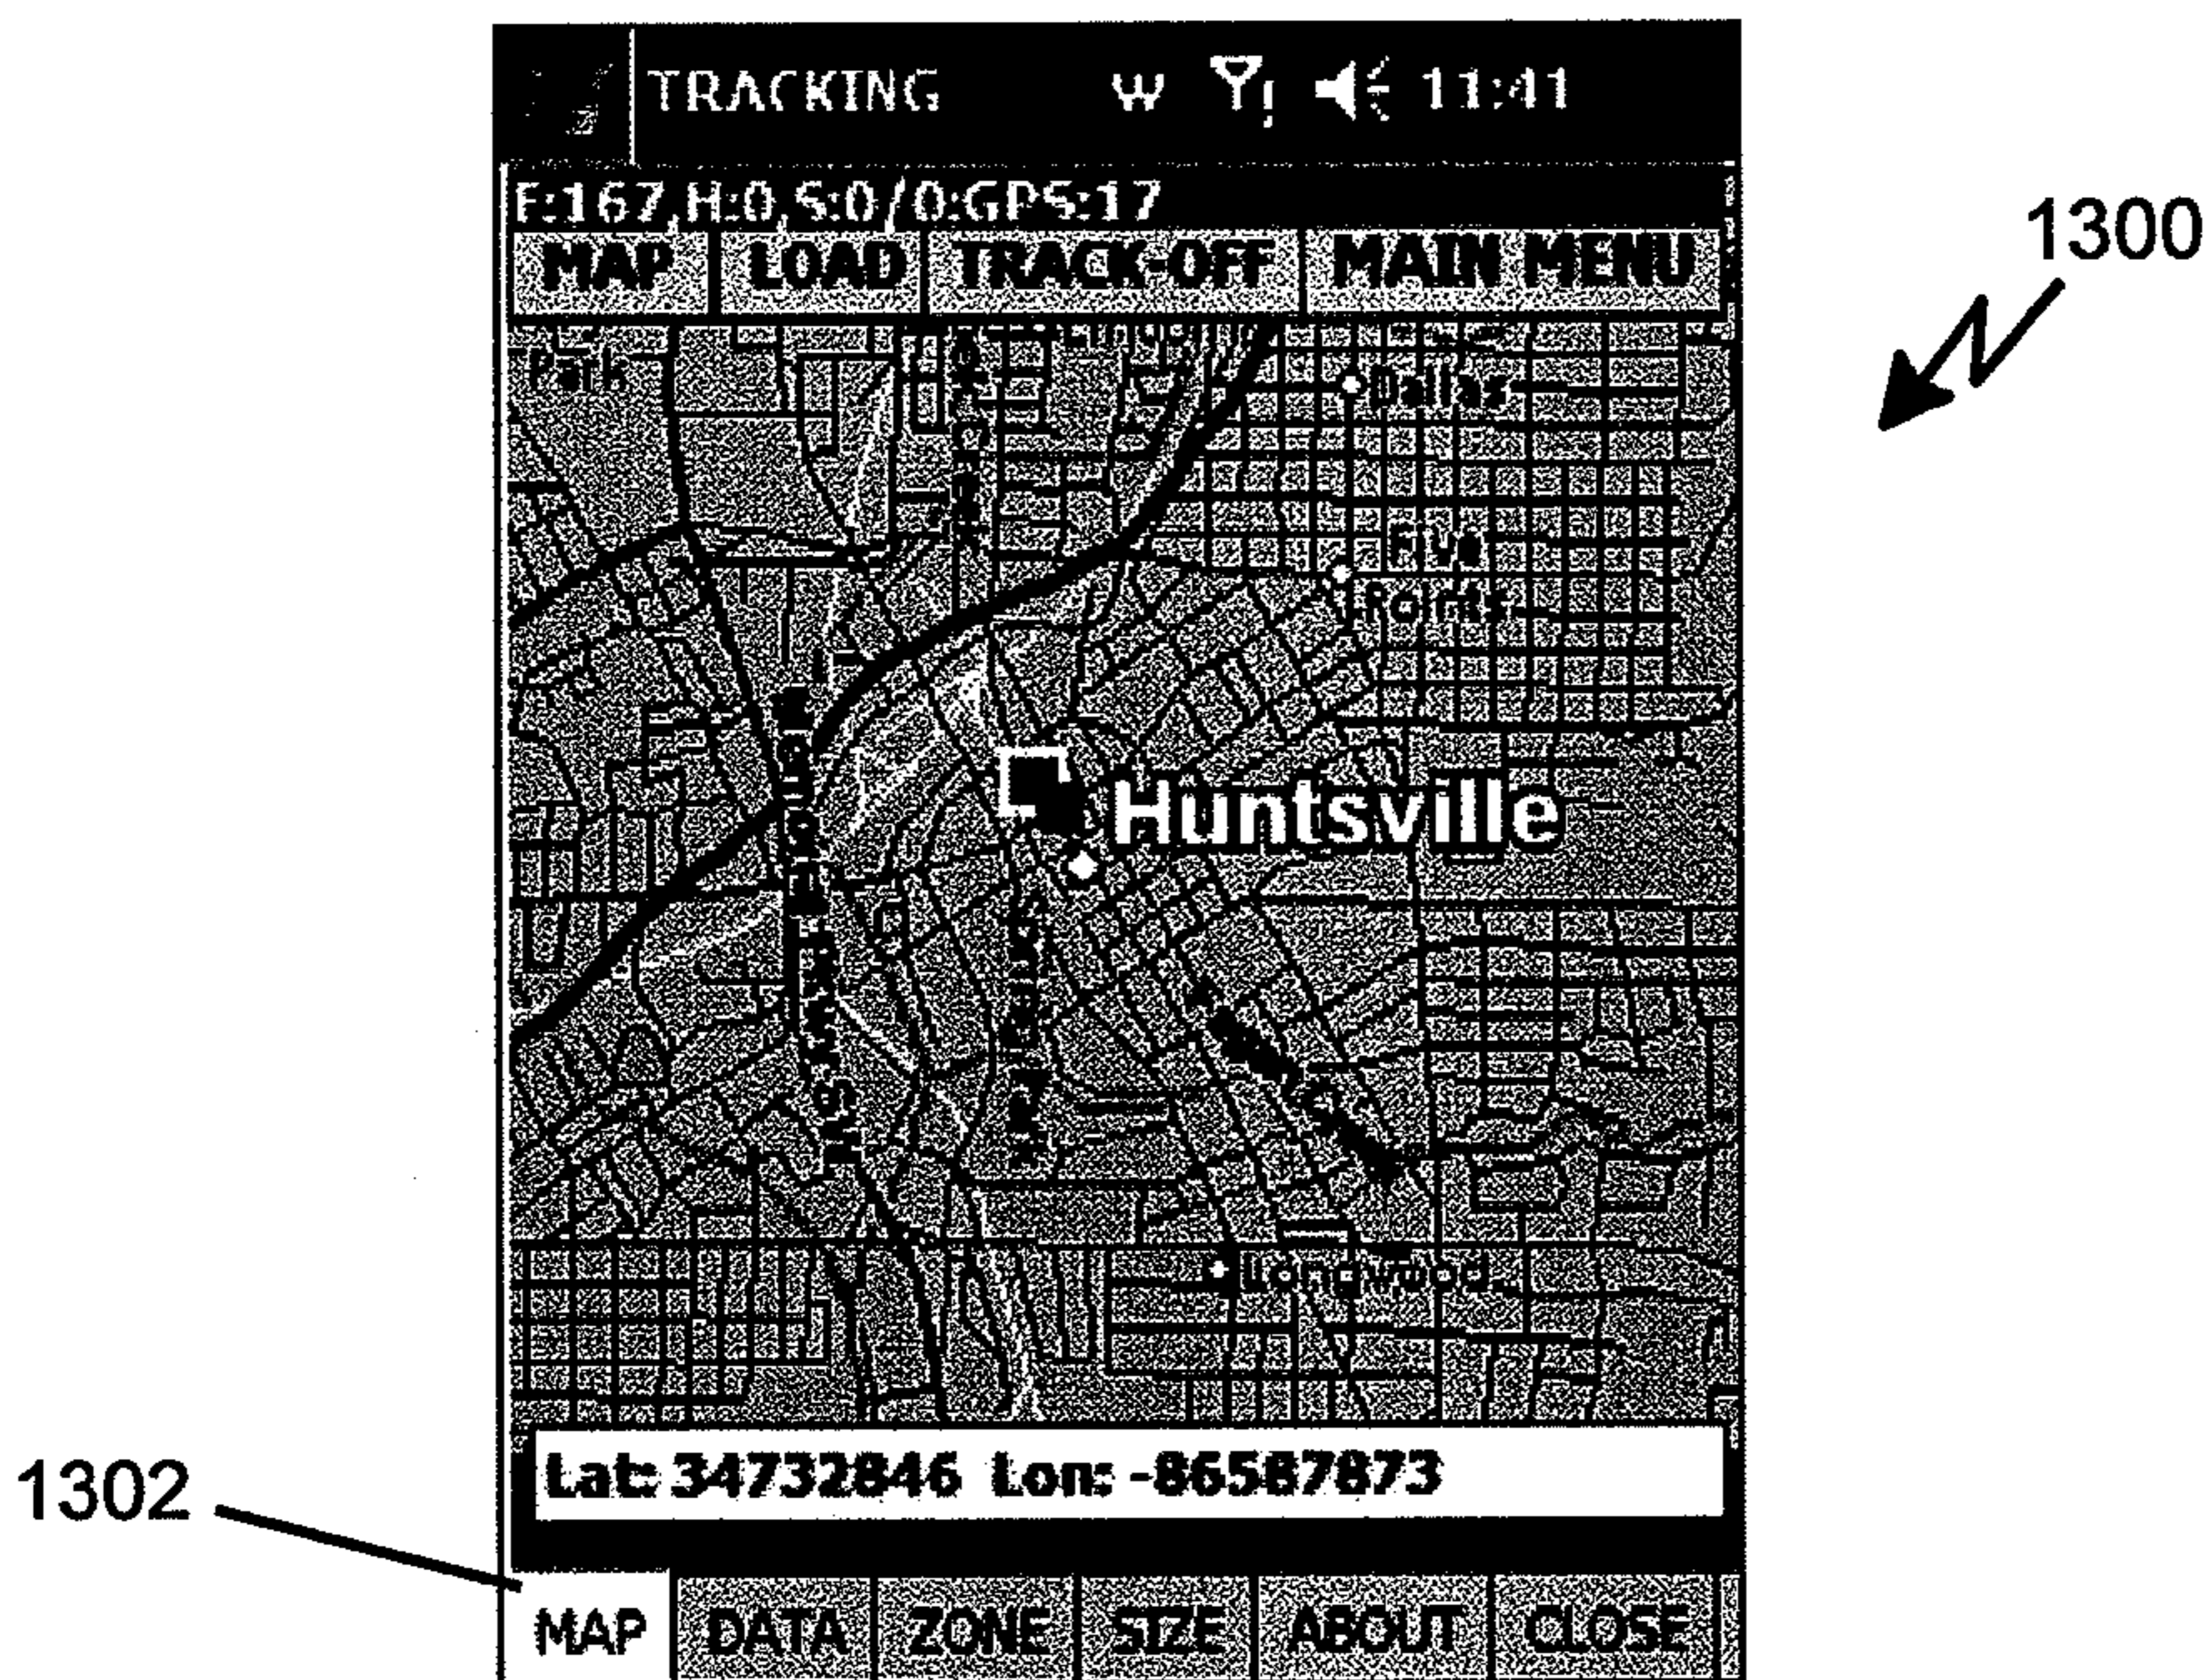 TRACKING 11:41
F:167,H:0,S:0/0:GPS:17
MAP LOAD TRACK-OFF MAIN MENU
1300
Park
Dallas
Five
Points
Huntsville
Longwood
Lat: 34732846 Lon: -86587873
1302
MAP DATA ZONE SIZE ABOUT CLOSE